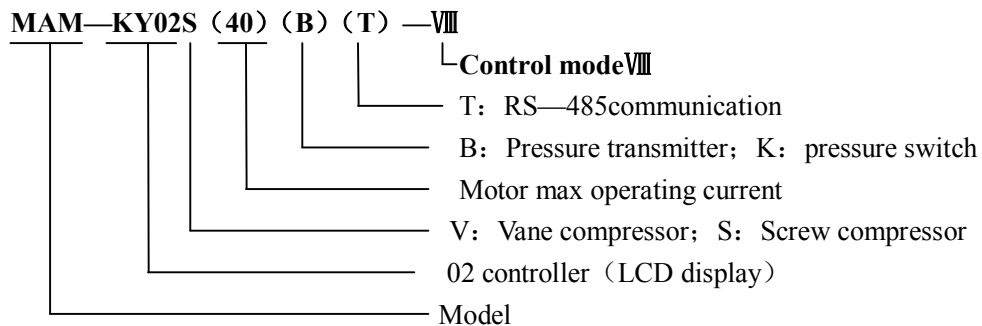 MAM—KY02S（40）（B）（T）—Ⅷ
Control modeⅧ
T：RS—485communication
B：Pressure transmitter；K：pressure switch
Motor max operating current
V：Vane compressor；S：Screw compressor
02 controller（LCD display）
Model